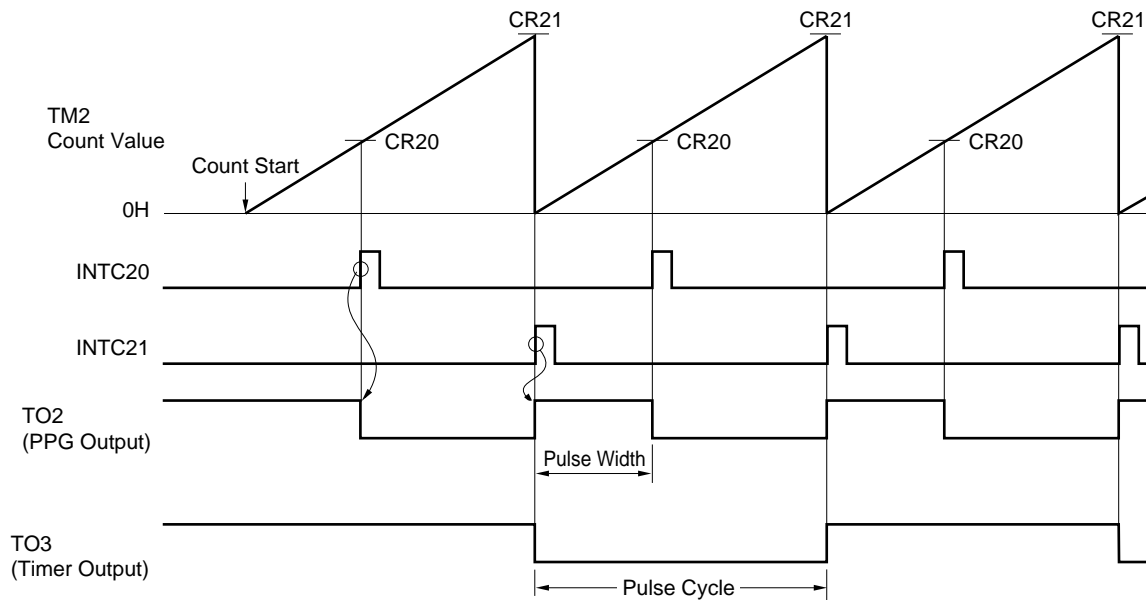 CR21
CR21
CR21
TM2
Count Value
CR20
CR20
CR20
Count Start
0H
INTC20
INTC21
TO2
(PPG Output)
Pulse Width
TO3
(Timer Output)
Pulse Cycle